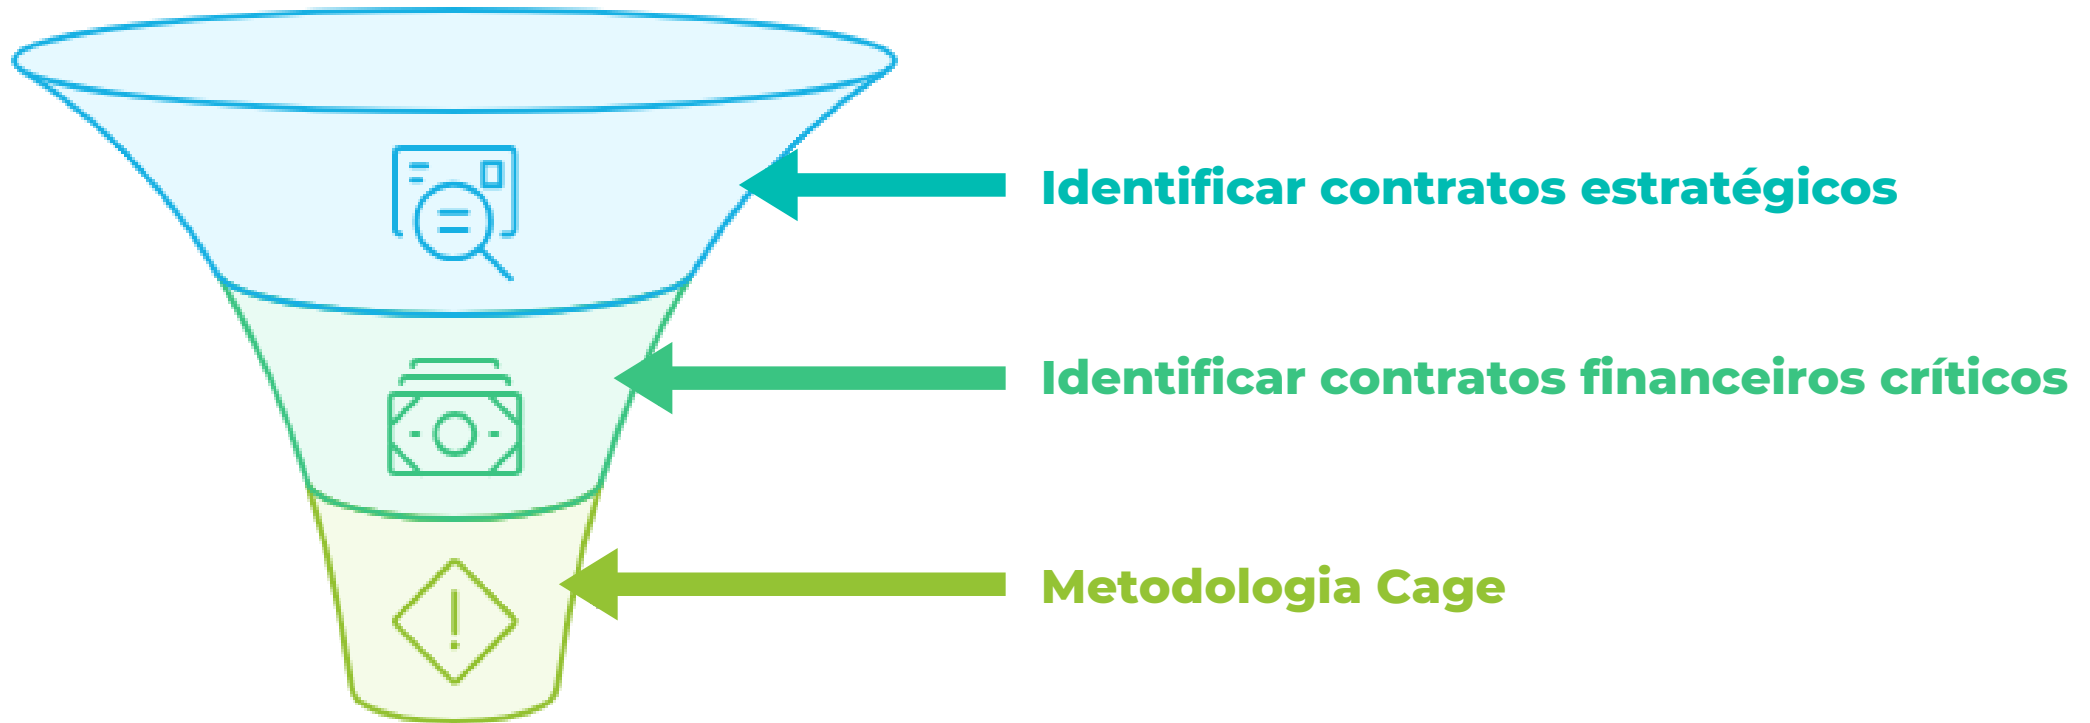 Identificar contratos estratégicos
Identificar contratos financeiros críticos
Metodologia Cage